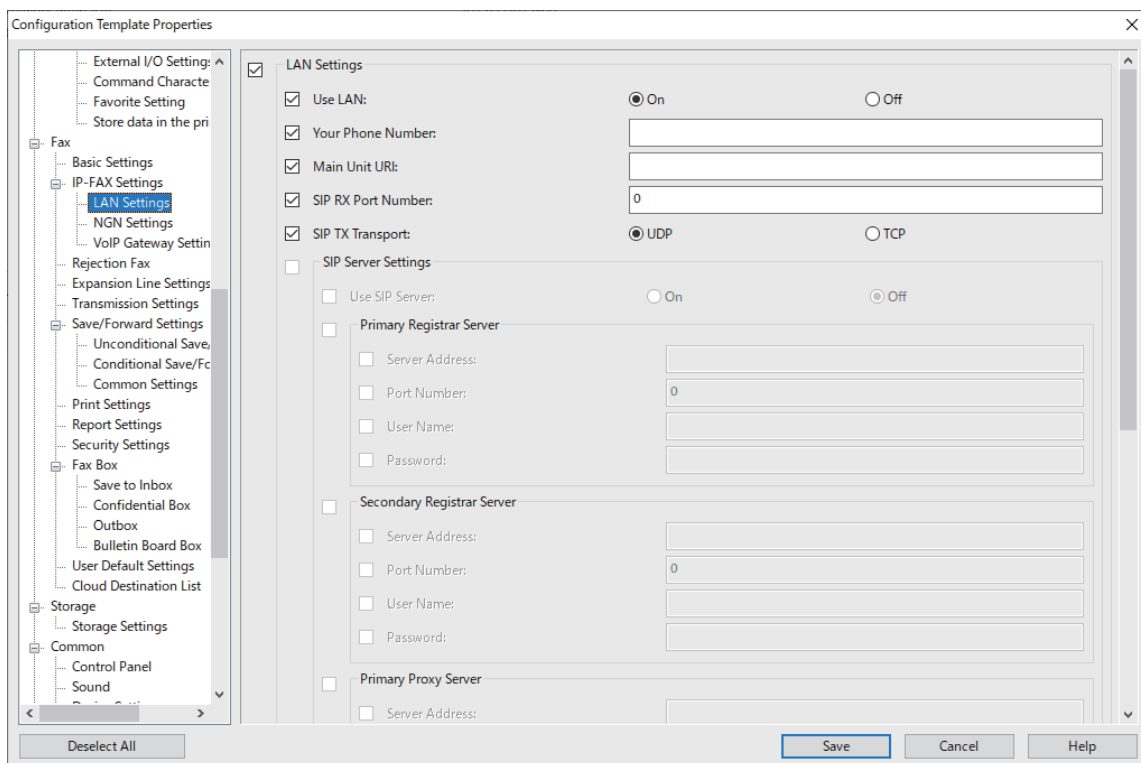 Configuration Template Properties
External I/O Setting:
Command Characte
Favorite Setting
Store data in the pri
Fax
Basic Settings
IP-FAX Settings
LAN Settings
NGN Settings
VoIP Gateway Settin
Rejection Fax
Expansion Line Settings
Transmission Settings
Save/Forward Settings
Unconditional Save/
Conditional Save/Fc
Common Settings
Print Settings
Report Settings
Security Settings
Fax Box
Save to Inbox
Confidential Box
Outbox
Bulletin Board Box
User Default Settings
Cloud Destination List
Storage
Storage Settings
Common
Control Panel
Sound
LAN Settings
Use LAN: On Off
Your Phone Number:
Main Unit URI:
SIP RX Port Number: 0
SIP TX Transport: UDP TCP
SIP Server Settings
Use SIP Server: On Off
Primary Registrar Server
Server Address:
Port Number: 0
User Name:
Password:
Secondary Registrar Server
Server Address:
Port Number: 0
User Name:
Password:
Primary Proxy Server
Server Address:
Deselect All Save Cancel Help